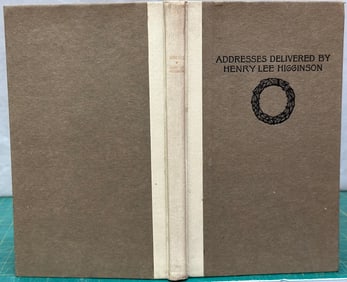 ADDRESSES DELIVERED BY
HENRY LEE HIGGINSON